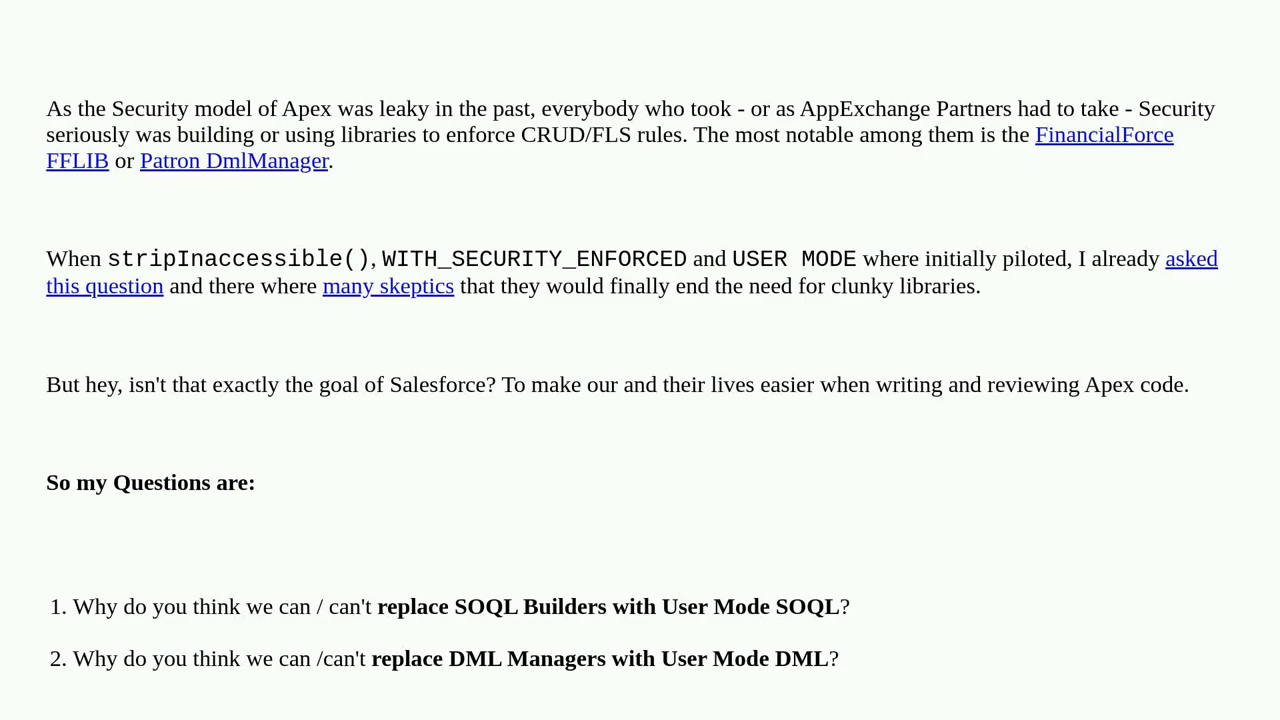 As the Security model of Apex was leaky in the past, everybody who took - or as AppExchange Partners had to take - Security
seriously was building or using libraries to enforce CRUD/FLS rules. The most notable among them is the FinancialForce
FFLIB or Patron DmlManager.
When stripInaccessible(), WITH_SECURITY_ENFORCED and USER MODE where initially piloted, I already asked
this question and there where many skeptics that they would finally end the need for clunky libraries.
But hey, isn't that exactly the goal of Salesforce? To make our and their lives easier when writing and reviewing Apex code.
So my Questions are:
1. Why do you think we can / can't replace SOQL Builders with User Mode SOQL?
2. Why do you think we can /can't replace DML Managers with User Mode DML?